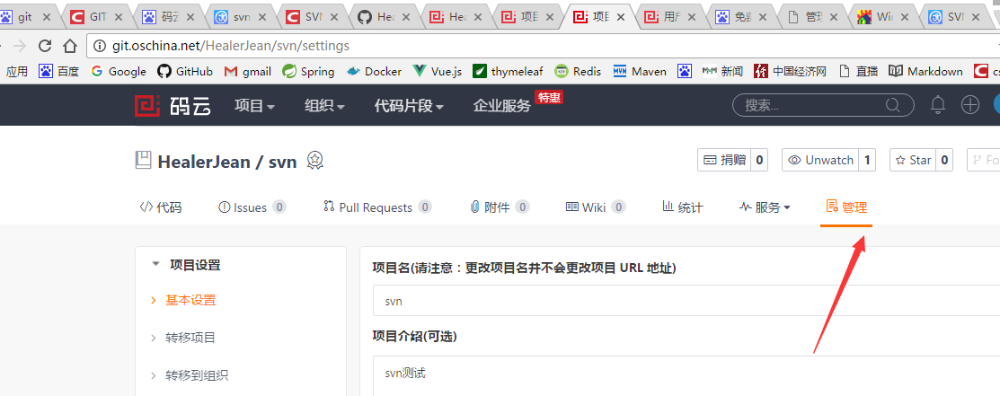 git GIT 码云 svn SVN Hea Hea 项目 项目 用户 免费 管理 Win SVN
git.oschina.net/HealerJean/svn/settings
应用 百度 Google GitHub gmail Spring Docker Vue.js thymeleaf Redis Maven 新闻 中国经济网 直播 Markdown cs
码云 项目 组织 代码片段 企业服务 特惠 搜索...
HealerJean / svn 捐赠 0 Unwatch 1 Star 0 Fo
代码 Issues 0 Pull Requests 0 附件 0 Wiki 0 统计 服务 管理
项目设置
项目名(请注意：更改项目名并不会更改项目 URL 地址)
基本设置
svn
转移项目
项目介绍(可选)
转移到组织
svn测试